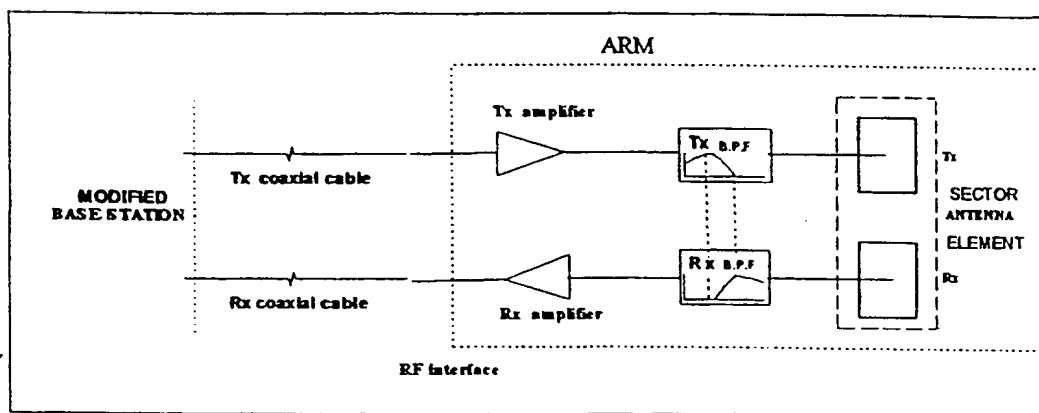 ARM
Tx amplifier
Tx B.P.F
Tx
Tx coaxial cable
MODIFIED
BASE STATION
SECTOR
ANTENNA
ELEMENT
Rx B.P.F
Rx
Rx coaxial cable
Rx amplifier
RF interface